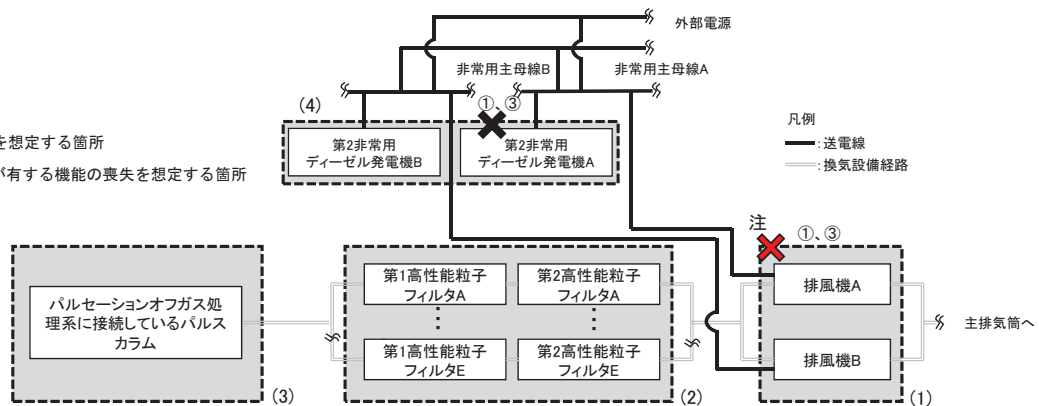 外部電源
非常用主母線B
非常用主母線A
(4)
①、③
を想定する箇所
が有する機能の喪失を想定する箇所
第2非常用
ディーゼル発電機B
第2非常用
ディーゼル発電機A
凡例
:送電線
:換気設備経路
注
①、③
パルセーションオフガス処
理系に接続しているパルス
カラム
(3)
第1高性能粒子
フィルタA
第2高性能粒子
フィルタA
⋮
⋮
第1高性能粒子
フィルタE
第2高性能粒子
フィルタE
(2)
排風機A
排風機B
(1)
主排気筒へ